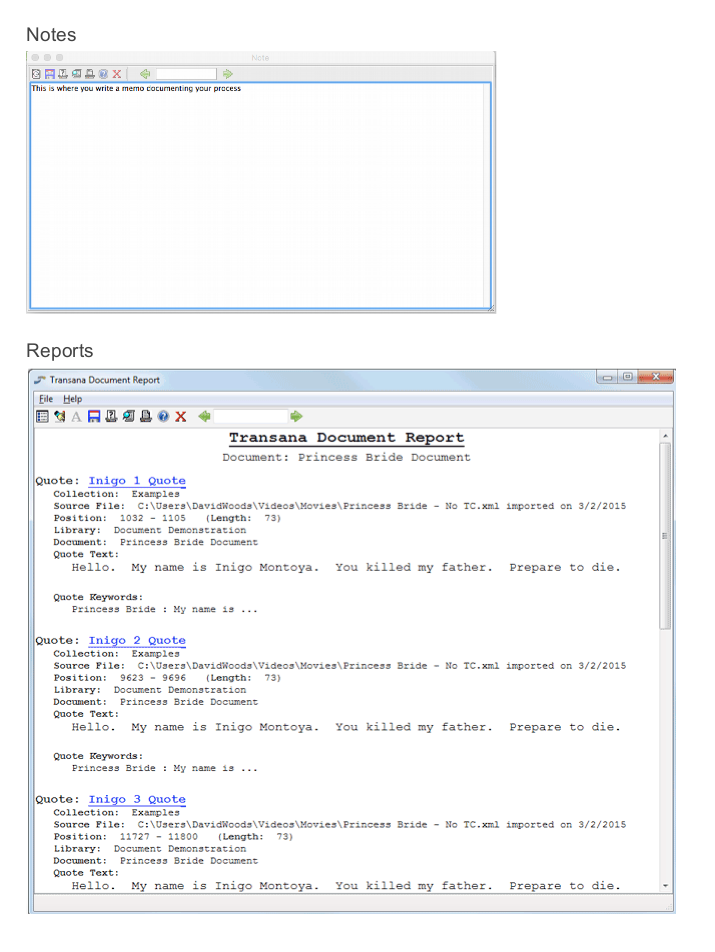 Notes
Note
This is where you write a memo documenting your process
Reports
Transana Document Report
File Help
Transana Document Report
Document: Princess Bride Document
Quote: Inigo 1 Quote
Collection: Examples
Source File: C:\Users\DavidWoods\Videos\Movies\Princess Bride - No TC.xml imported on 3/2/2015
Position: 1032 - 1105 (Length: 73)
Library: Document Demonstration
Document: Princess Bride Document
Quote Text:
Hello. My name is Inigo Montoya. You killed my father. Prepare to die.
Quote Keywords:
Princess Bride : My name is ...
Quote: Inigo 2 Quote
Collection: Examples
Source File: C:\Users\DavidWoods\Videos\Movies\Princess Bride - No TC.xml imported on 3/2/2015
Position: 9623 - 9696 (Length: 73)
Library: Document Demonstration
Document: Princess Bride Document
Quote Text:
Hello. My name is Inigo Montoya. You killed my father. Prepare to die.
Quote Keywords:
Princess Bride : My name is ...
Quote: Inigo 3 Quote
Collection: Examples
Source File: C:\Users\DavidWoods\Videos\Movies\Princess Bride - No TC.xml imported on 3/2/2015
Position: 11727 - 11800 (Length: 73)
Library: Document Demonstration
Document: Princess Bride Document
Quote Text:
Hello. My name is Inigo Montoya. You killed my father. Prepare to die.